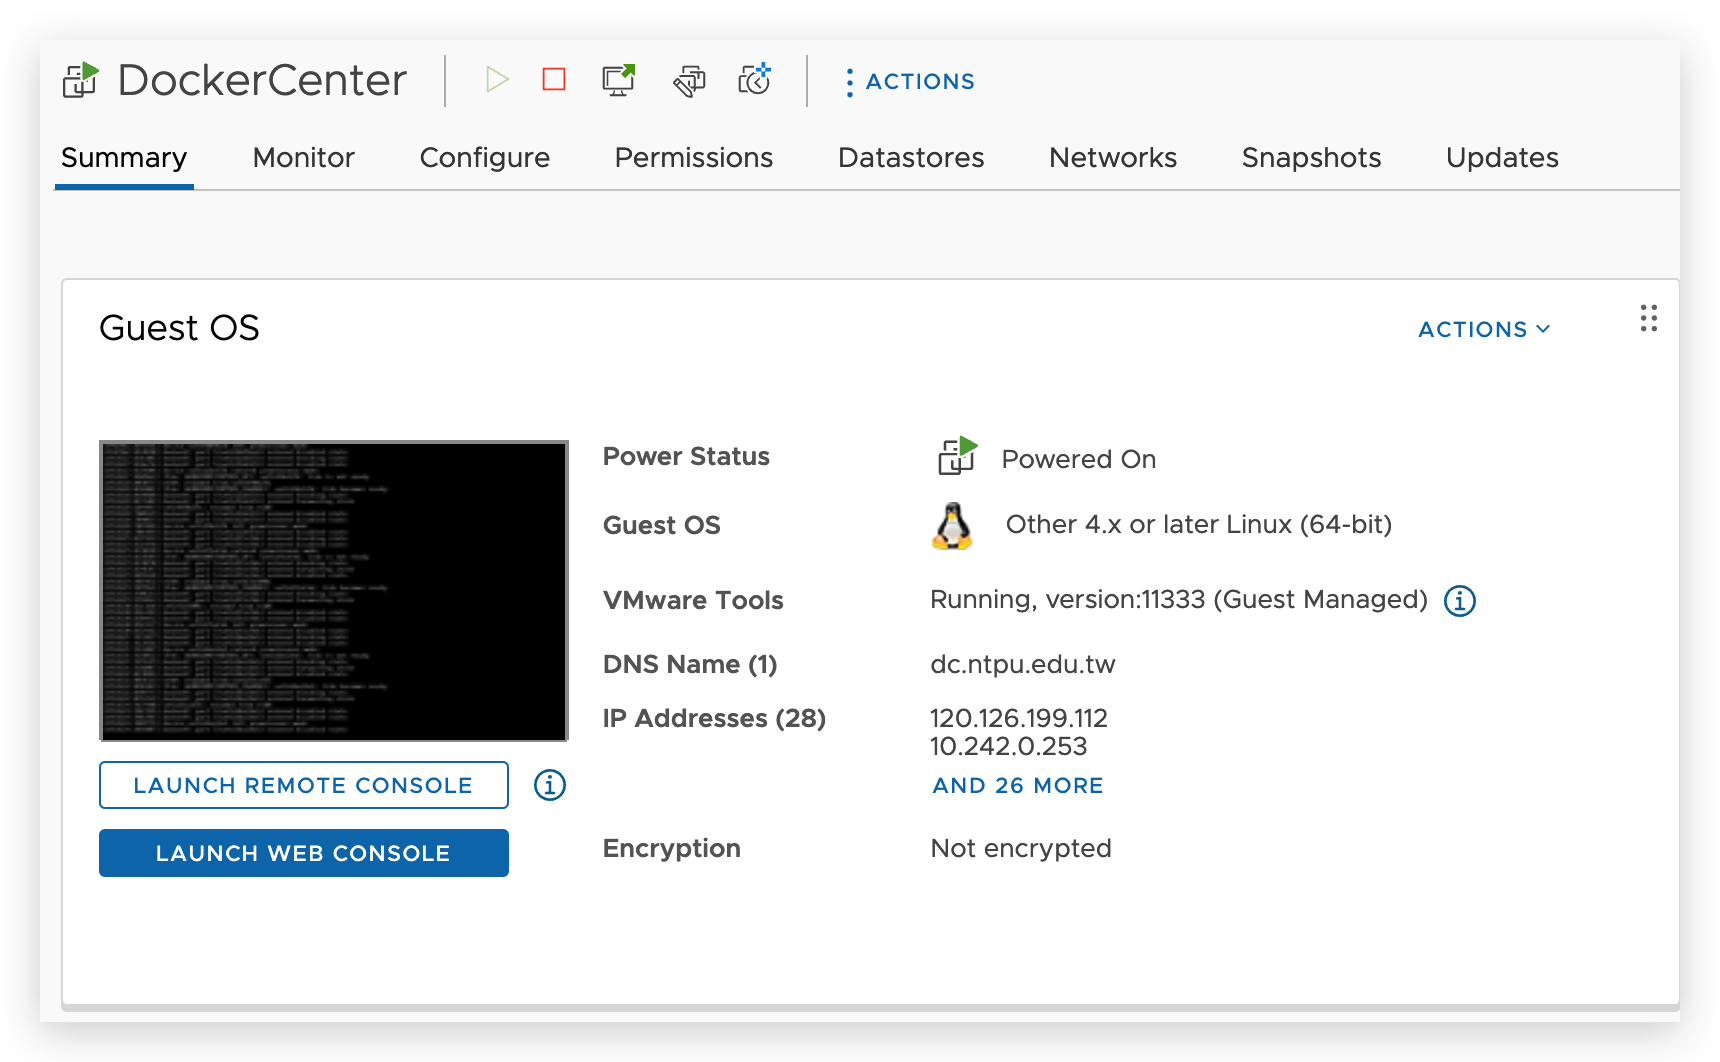 DockerCenter
ACTIONS
Summary Monitor Configure Permissions Datastores Networks Snapshots Updates
Guest OS
ACTIONS
Power Status Powered On
Guest OS Other 4.x or later Linux (64-bit)
VMware Tools Running, version:11333 (Guest Managed)
DNS Name (1) dc.ntpu.edu.tw
IP Addresses (28) 120.126.199.112
10.242.0.253
AND 26 MORE
Encryption Not encrypted
LAUNCH REMOTE CONSOLE
LAUNCH WEB CONSOLE